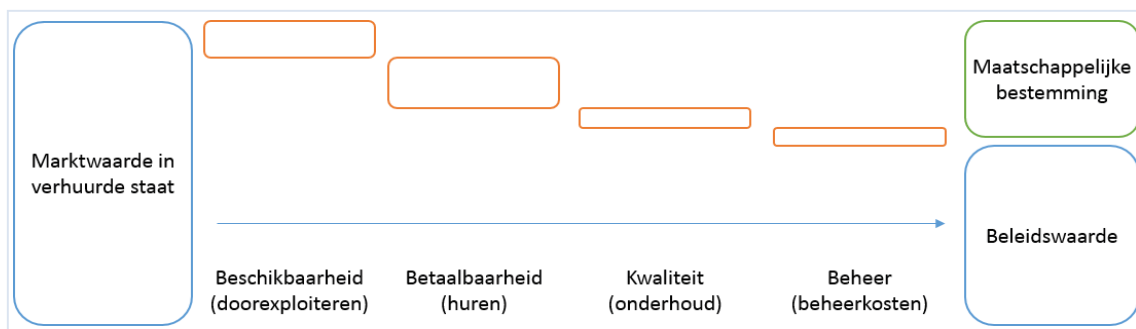 Marktwaarde in
verhuurde staat
Beschikbaarheid
(doorexploiteren)
Betaalbaarheid
(huren)
Kwaliteit
(onderhoud)
Beheer
(beheerkosten)
Maatschappelijke
bestemming
Beleidswaarde